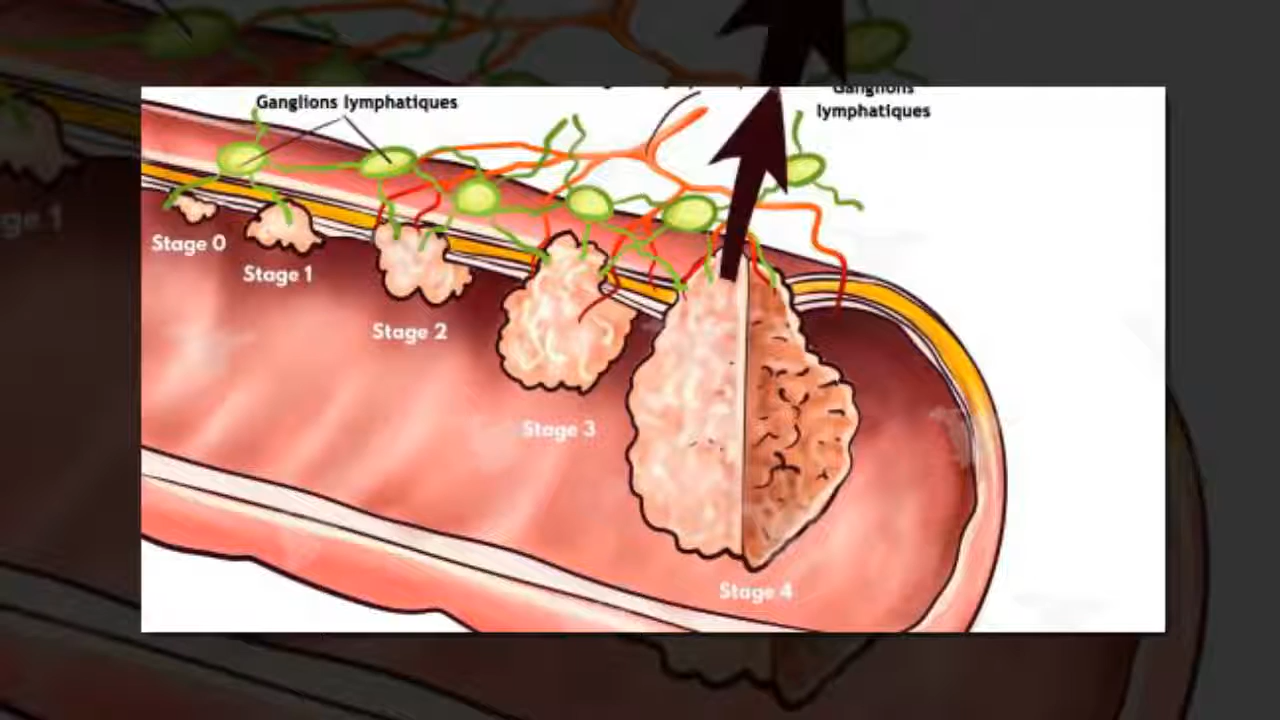 Ganglions lymphatiques
Ganglions
lymphatiques
Stage 0
Stage 1
Stage 2
Stage 3
Stage 4